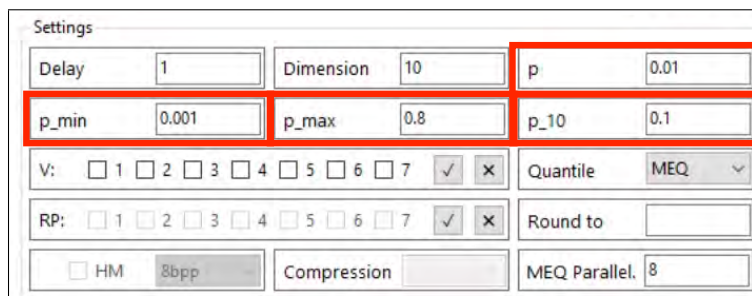 Settings
Delay 1 Dimension 10 p 0.01
p_min 0.001 p_max 0.8 p_10 0.1
V: 1 2 3 4 5 6 7 ✓ × Quantile MEQ
RP: 1 2 3 4 5 6 7 ✓ × Round to
HM 8bpp Compression MEQ Parallel. 8